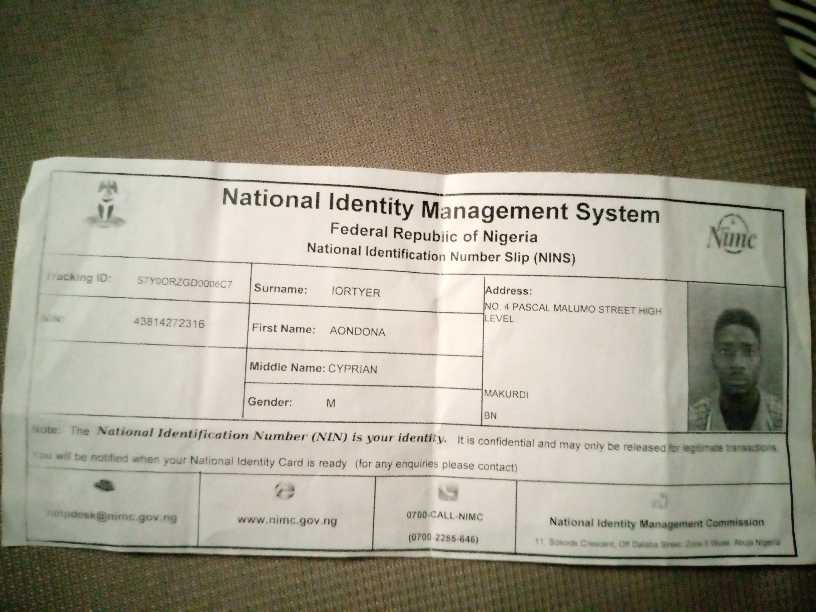 National Identity Management System
Federal Republic of Nigeria
National Identification Number Slip (NINS)
Nimc
Tracking ID: S7Y0ORZGD0006C7
Surname: IORTYER
Address:
NO. 4 PASCAL MALUMO STREET HIGH
LEVEL
NIN: 43814272316
First Name: AONDONA
Middle Name: CYPRIAN
MAKURDI
Gender: M
BN
Note: The National Identification Number (NIN) is your identity. It is confidential and may only be released for legitimate transactions.
You will be notified when your National Identity Card is ready (for any enquiries please contact)
helpdesk@nimc.gov.ng
www.nimc.gov.ng
0700-CALL-NIMC
(0700-2255-646)
National Identity Management Commission
11, Sokode Crescent, Off Dalaba Street, Zone 5 Wuse, Abuja Nigeria